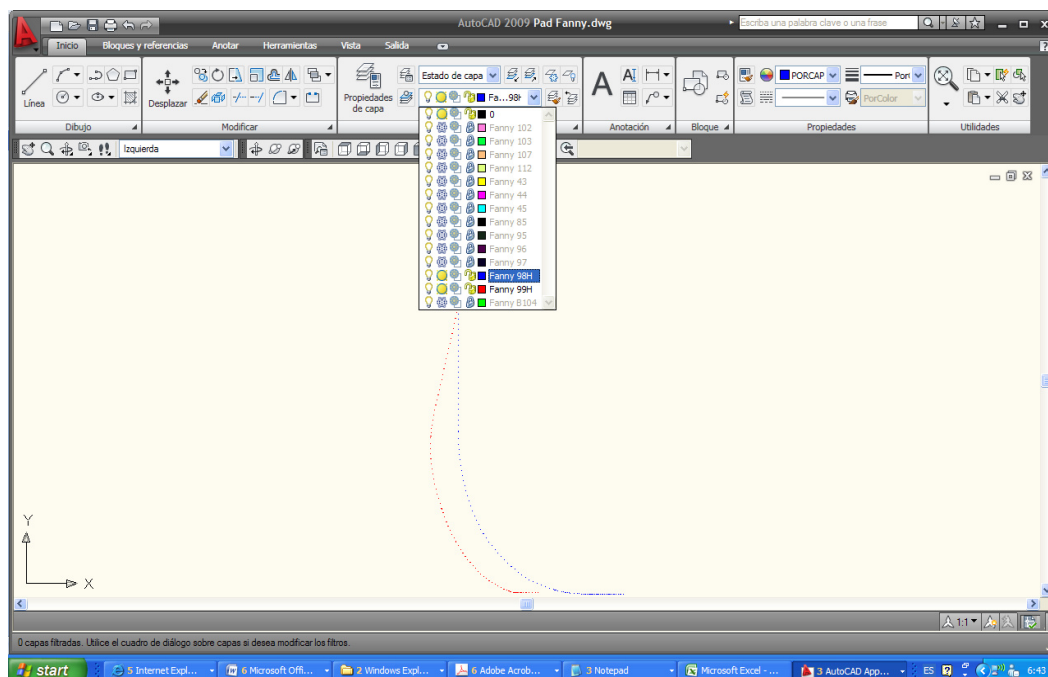 AutoCAD 2009 Pad Fanny.dwg
Escriba una palabra clave o una frase
Inicio Bloques y referencias Anotar Herramientas Vista Salida
Línea
Desplazar
Propiedades de capa
Estado de capa
Fa...98H
A
PORCAP
Port
PorColor
Dibujo Modificar Anotación Bloque Propiedades Utilidades
Izquierda
0
Fanny 102
Fanny 103
Fanny 107
Fanny 112
Fanny 43
Fanny 44
Fanny 45
Fanny 85
Fanny 95
Fanny 96
Fanny 97
Fanny 98H
Fanny 99H
Fanny B104
Y
X
1:1
0 capas filtradas. Utilice el cuadro de diálogo sobre capas si desea modificar los filtros.
start 5 Internet Expl... 6 Microsoft Offi... 2 Windows Expl... 6 Adobe Acrob... 3 Notepad Microsoft Excel - ... 3 AutoCAD App... ES 6:43